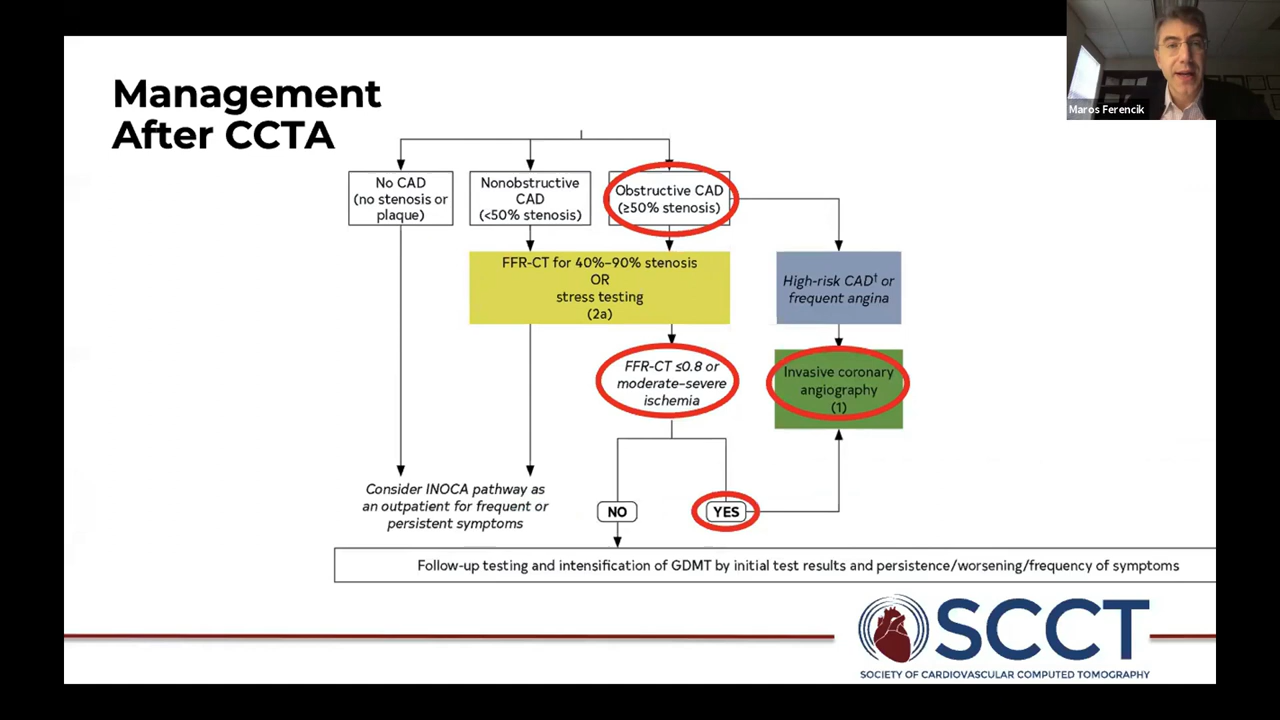 Management
After CCTA
Maros Ferencik
No CAD
(no stenosis or
plaque)
Nonobstructive
CAD
(<50% stenosis)
Obstructive CAD
(≥50% stenosis)
FFR-CT for 40%–90% stenosis
OR
stress testing
(2a)
High-risk CAD† or
frequent angina
FFR-CT ≤0.8 or
moderate–severe
ischemia
Invasive coronary
angiography
(1)
Consider INOCA pathway as
an outpatient for frequent or
persistent symptoms
NO
YES
Follow-up testing and intensification of GDMT by initial test results and persistence/worsening/frequency of symptoms
SCCT
SOCIETY OF CARDIOVASCULAR COMPUTED TOMOGRAPHY